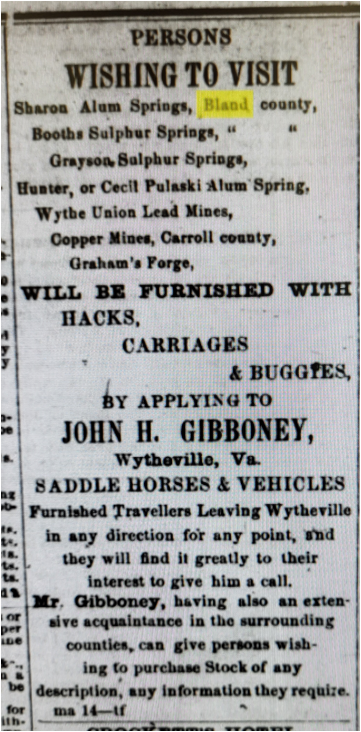 PERSONS
WISHING TO VISIT
Sharon Alum Springs, Bland county,
Booths Sulphur Springs, “ “
Grayson Sulphur Springs,
Hunter, or Cecil Pulaski Alum Spring,
Wythe Union Lead Mines,
Copper Mines, Carroll county,
Graham's Forge,
WILL BE FURNISHED WITH
HACKS,
CARRIAGES
& BUGGIES,
BY APPLYING TO
JOHN H. GIBBONEY,
Wytheville, Va.
SADDLE HORSES & VEHICLES
Furnished Travellers Leaving Wytheville
in any direction for any point, and
they will find it greatly to their
interest to give him a call.
Mr. Gibboney, having also an exten-
sive acquaintance in the surrounding
counties, can give persons wish-
ing to purchase Stock of any
description, any information they require.
ma 14—tf